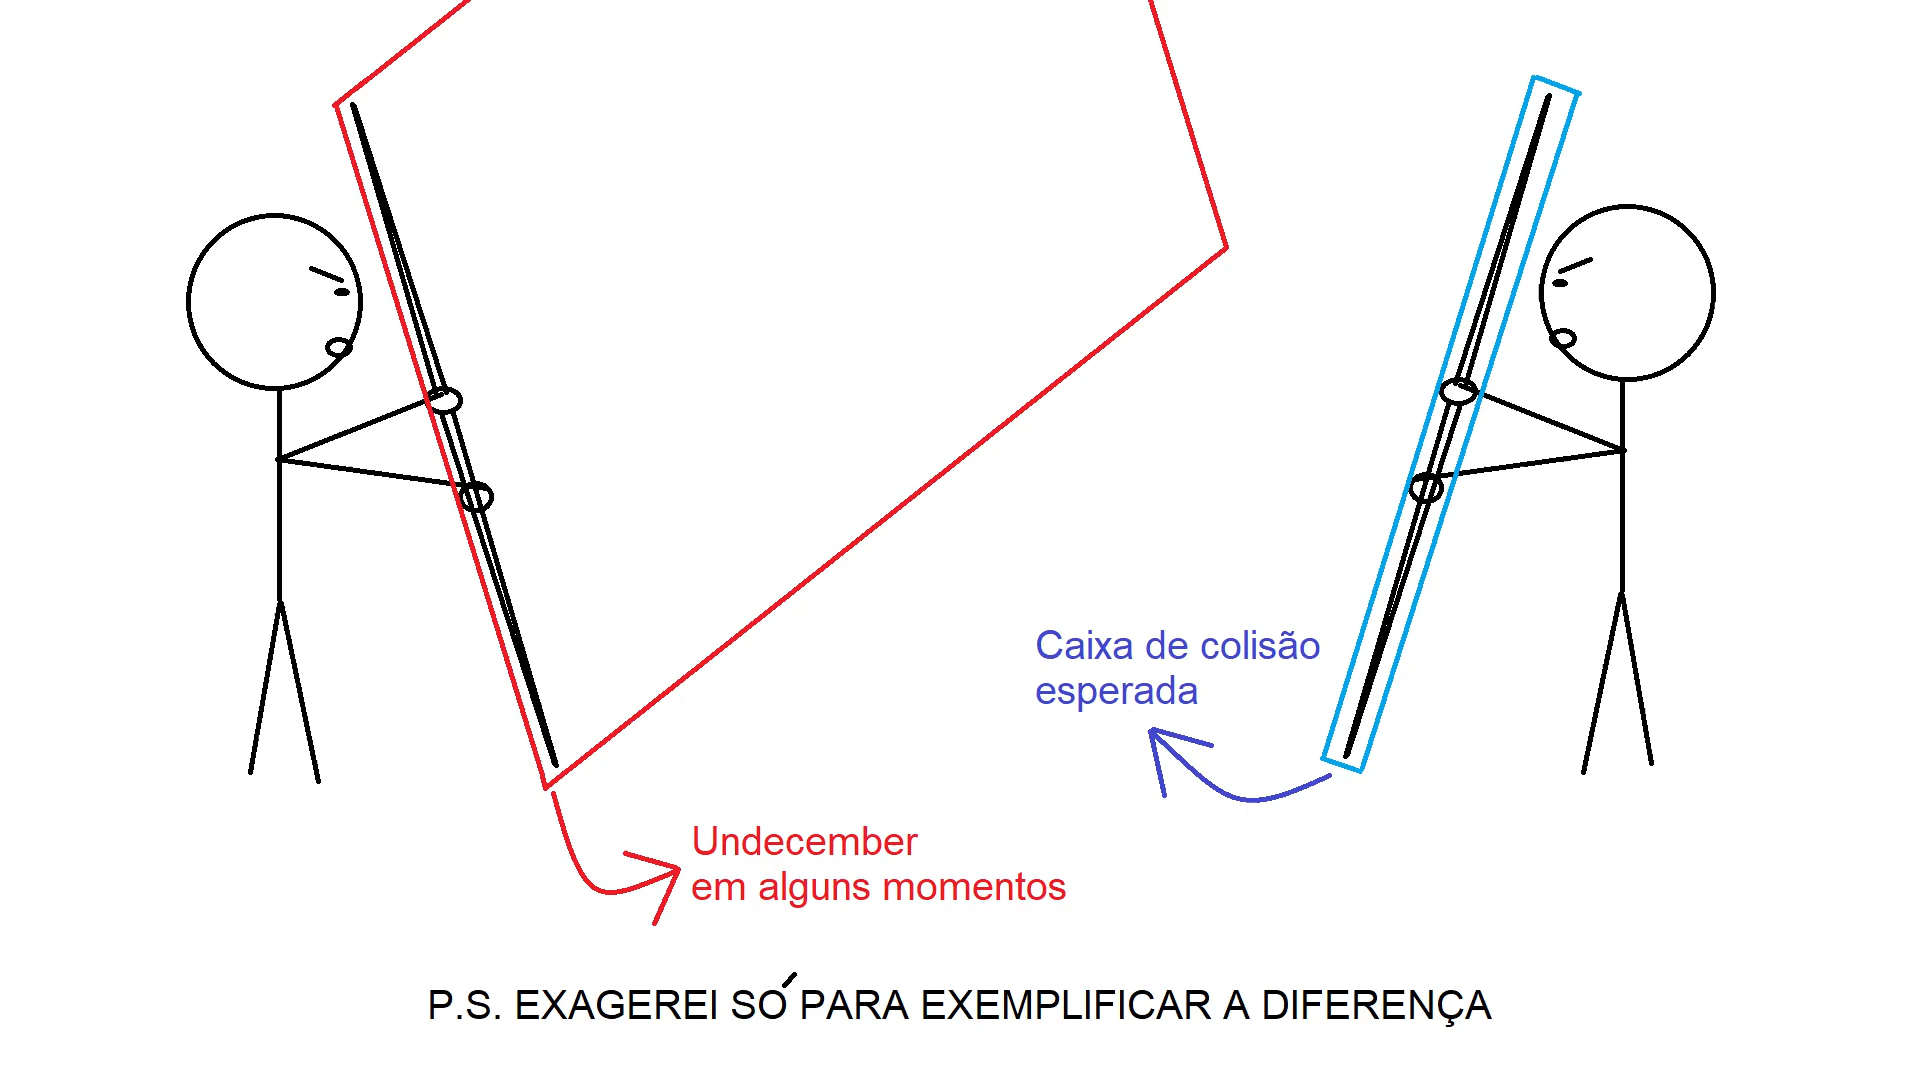 Caixa de colisão
esperada
Undecember
em alguns momentos
P.S. EXAGEREI SÓ PARA EXEMPLIFICAR A DIFERENÇA